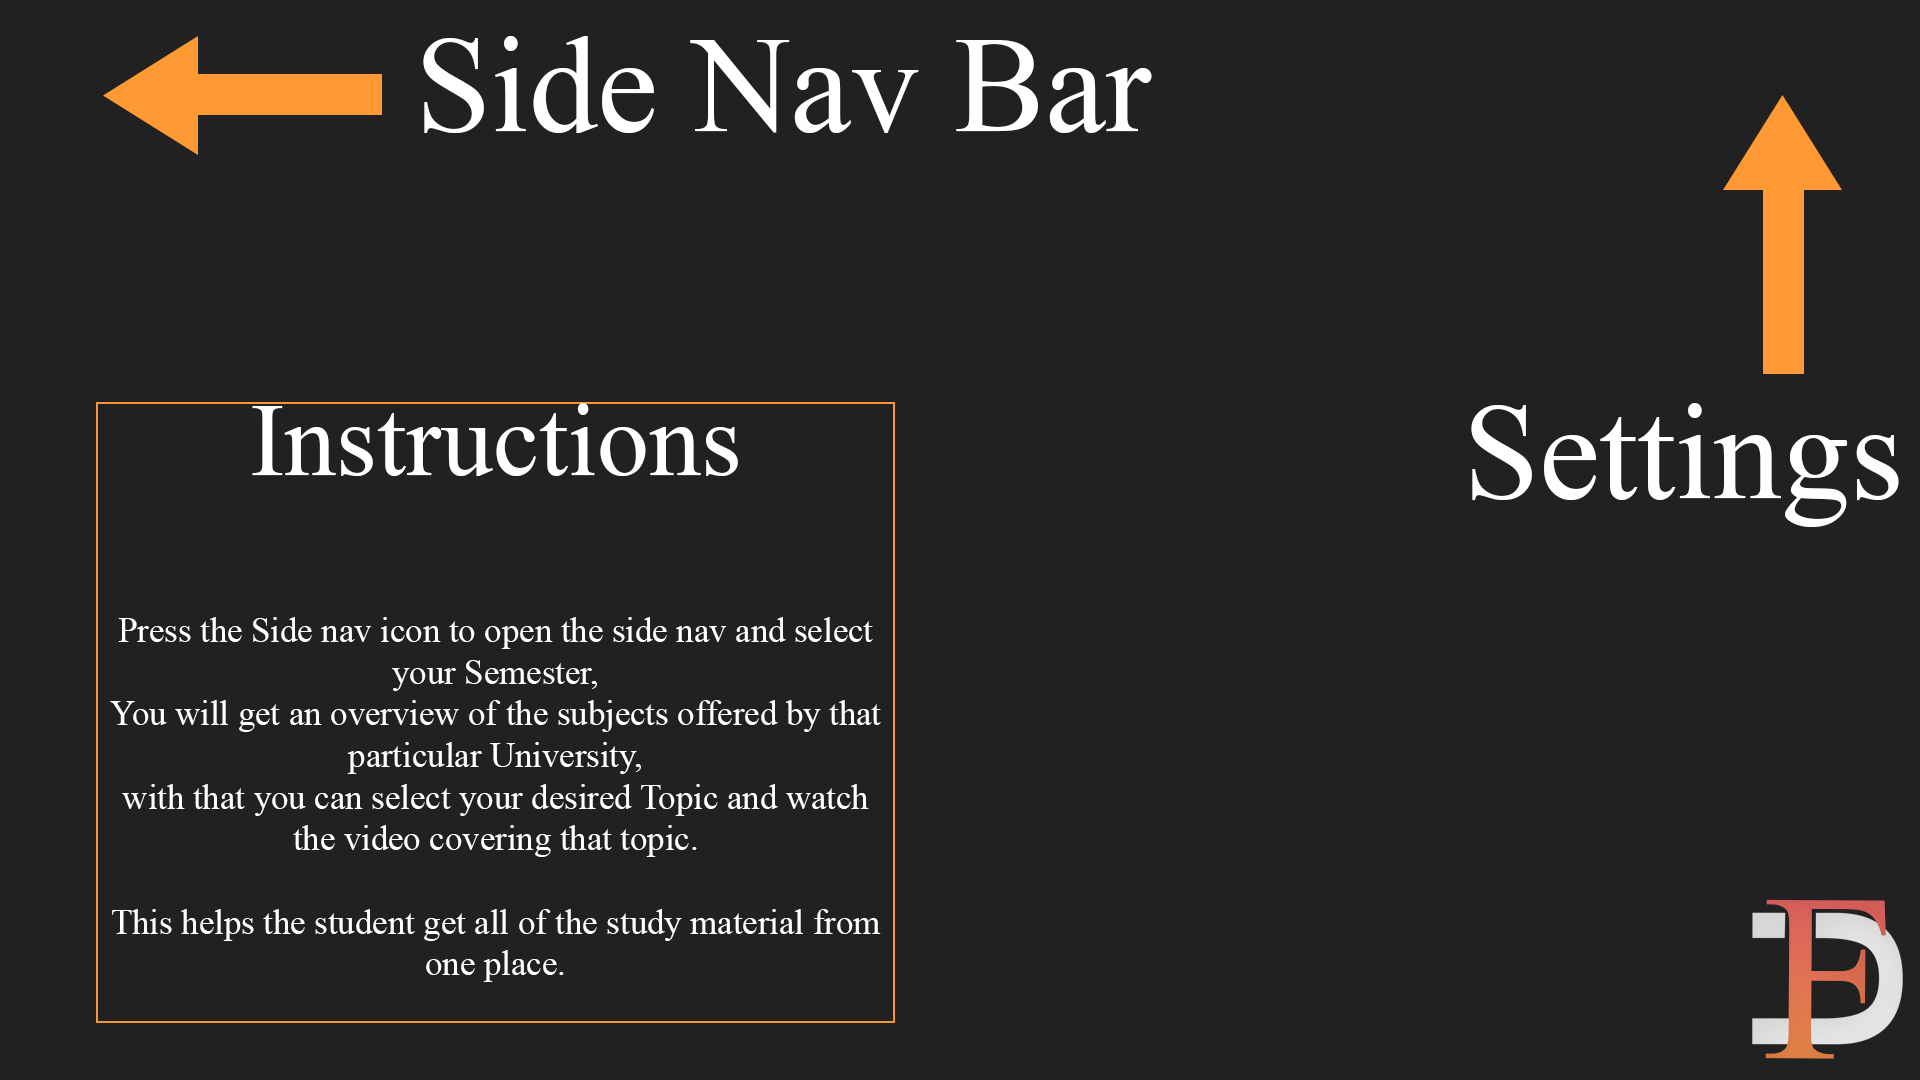 Side Nav Bar
Settings
Instructions
Press the Side nav icon to open the side nav and select
your Semester,
You will get an overview of the subjects offered by that
particular University,
with that you can select your desired Topic and watch
the video covering that topic.
This helps the student get all of the study material from
one place.
FD